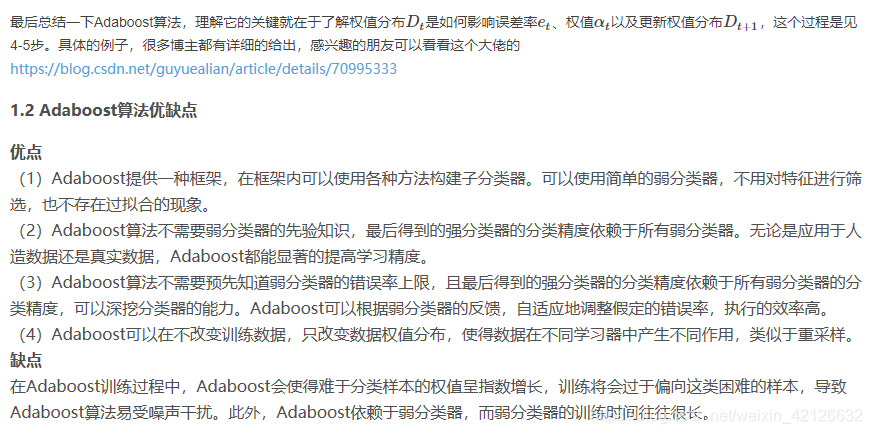 最后总结一下Adaboost算法，理解它的关键就在于了解权值分布Dt是如何影响误差率et、权值αt以及更新权值分布Dt+1，这个过程是见
4-5步。具体的例子，很多博主都有详细的给出，感兴趣的朋友可以看看这个大佬的
https://blog.csdn.net/guyuealian/article/details/70995333
1.2 Adaboost算法优缺点
优点
（1）Adaboost提供一种框架，在框架内可以使用各种方法构建子分类器。可以使用简单的弱分类器，不用对特征进行筛
选，也不存在过拟合的现象。
（2）Adaboost算法不需要弱分类器的先验知识，最后得到的强分类器的分类精度依赖于所有弱分类器。无论是应用于人
造数据还是真实数据，Adaboost都能显著的提高学习精度。
（3）Adaboost算法不需要预先知道弱分类器的错误率上限，且最后得到的强分类器的分类精度依赖于所有弱分类器的分
类精度，可以深挖分类器的能力。Adaboost可以根据弱分类器的反馈，自适应地调整假定的错误率，执行的效率高。
（4）Adaboost可以在不改变训练数据，只改变数据权值分布，使得数据在不同学习器中产生不同作用，类似于重采样。
缺点
在Adaboost训练过程中，Adaboost会使得难于分类样本的权值呈指数增长，训练将会过于偏向这类困难的样本，导致
Adaboost算法易受噪声干扰。此外，Adaboost依赖于弱分类器，而弱分类器的训练时间往往很长。
https://blog.csdn.net/weixin_42126632